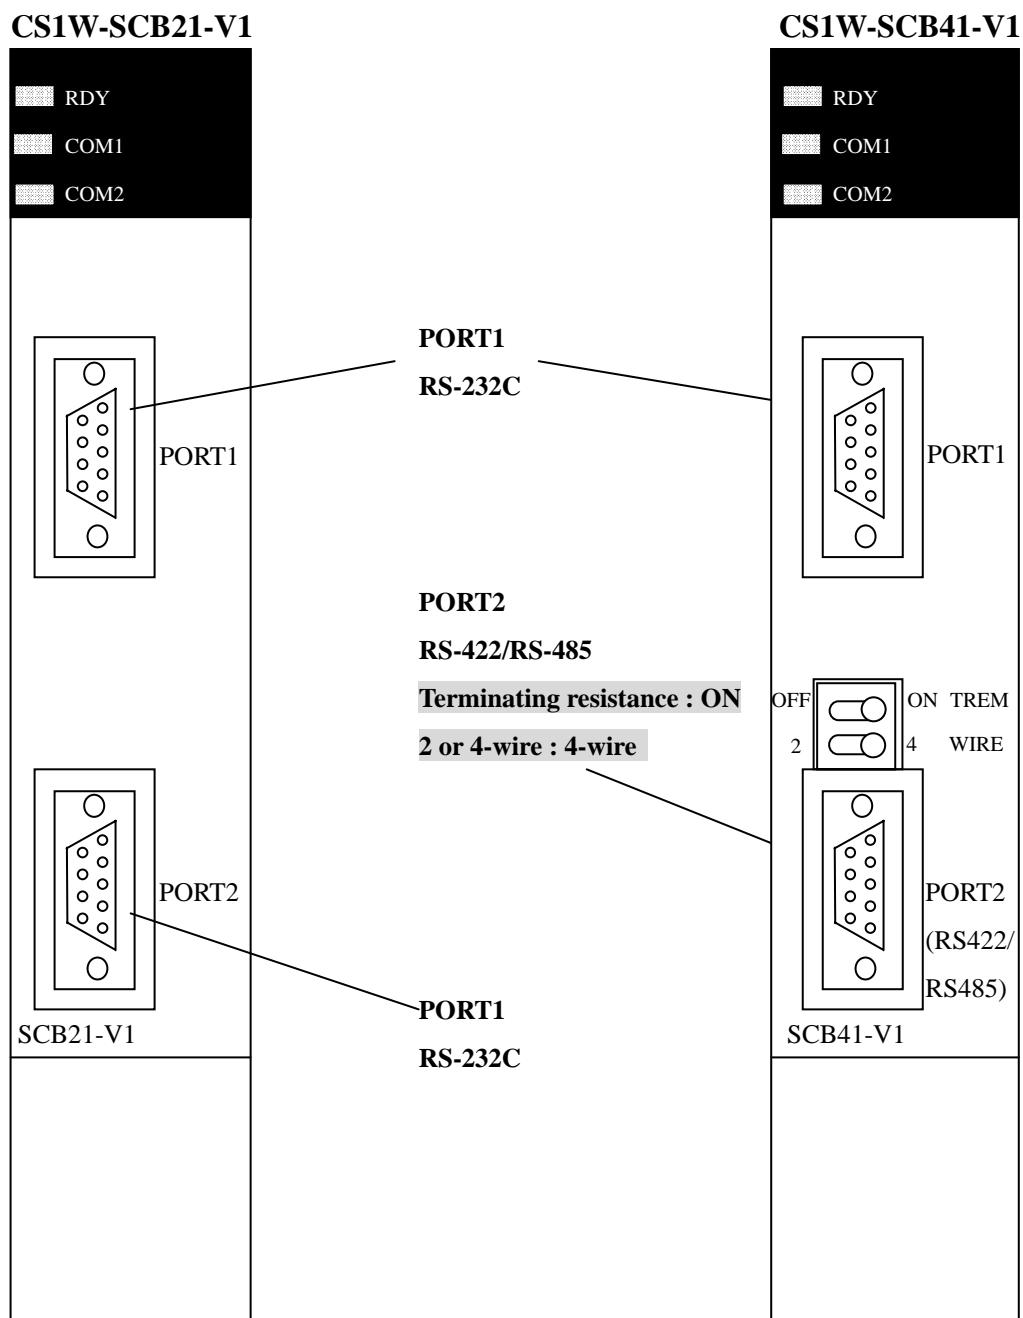 CS1W-SCB21-V1
RDY
COM1
COM2
PORT1
PORT2
SCB21-V1
PORT1
RS-232C
PORT2
RS-422/RS-485
Terminating resistance : ON
2 or 4-wire : 4-wire
PORT1
RS-232C
CS1W-SCB41-V1
RDY
COM1
COM2
PORT1
OFF ON TREM
2 4 WIRE
PORT2
(RS422/
RS485)
SCB41-V1